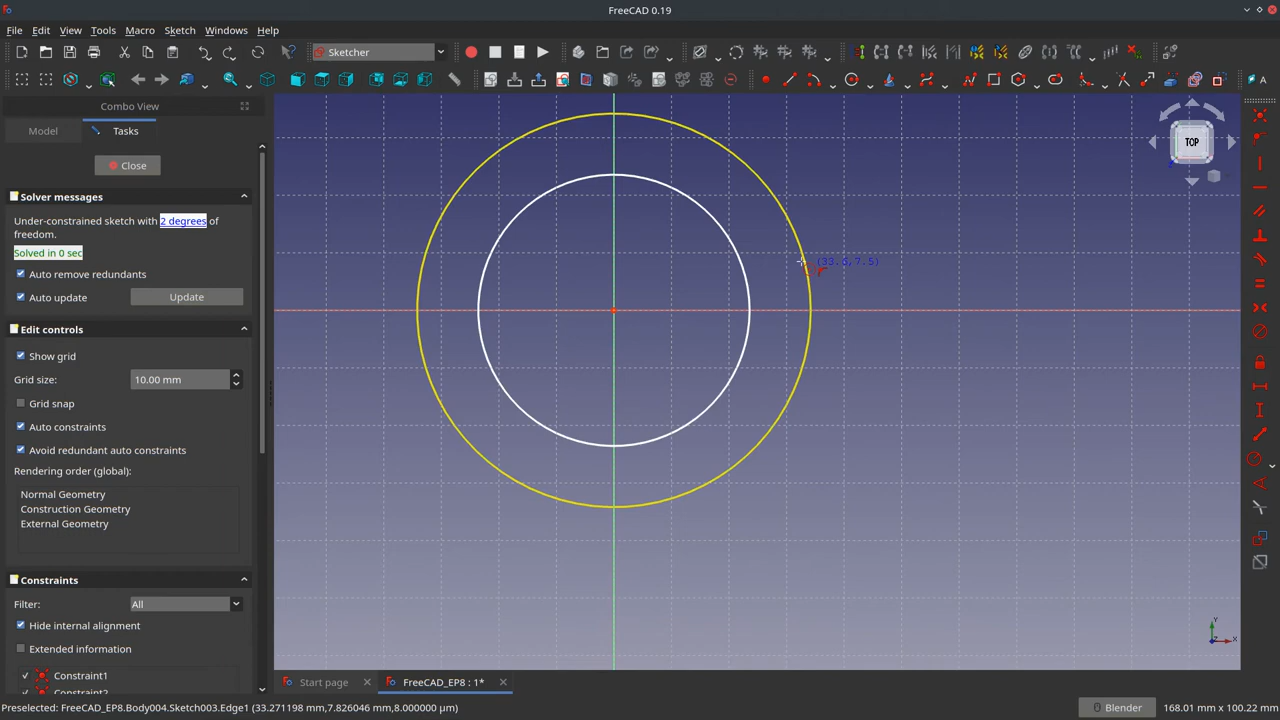 FreeCAD 0.19
File Edit View Tools Macro Sketch Windows Help
Sketcher
A
Combo View
Model Tasks
Close
Solver messages
Under-constrained sketch with 2 degrees of
freedom.
Solved in 0 sec
Auto remove redundants
Auto update Update
Edit controls
Show grid
Grid size: 10.00 mm
Grid snap
Auto constraints
Avoid redundant auto constraints
Rendering order (global):
Normal Geometry
Construction Geometry
External Geometry
Constraints
Filter: All
Hide internal alignment
Extended information
Constraint1
Constraint2
(33.6,7.5)
TOP
Y
Z
X
Start page FreeCAD_EP8 : 1*
Preselected: FreeCAD_EP8.Body004.Sketch003.Edge1 (33.271198 mm,7.826046 mm,8.000000 µm) Blender 168.01 mm x 100.22 mm